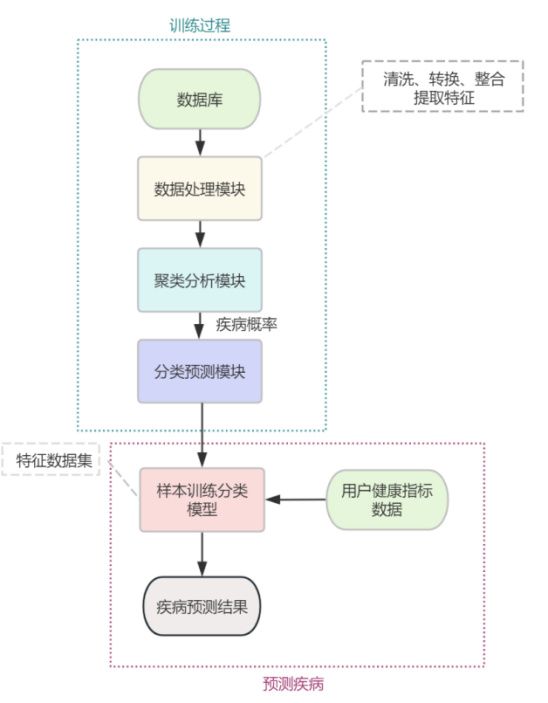 训练过程
数据库
清洗、转换、整合
提取特征
数据处理模块
聚类分析模块
疾病概率
分类预测模块
特征数据集
样本训练分类
模型
用户健康指标
数据
疾病预测结果
预测疾病